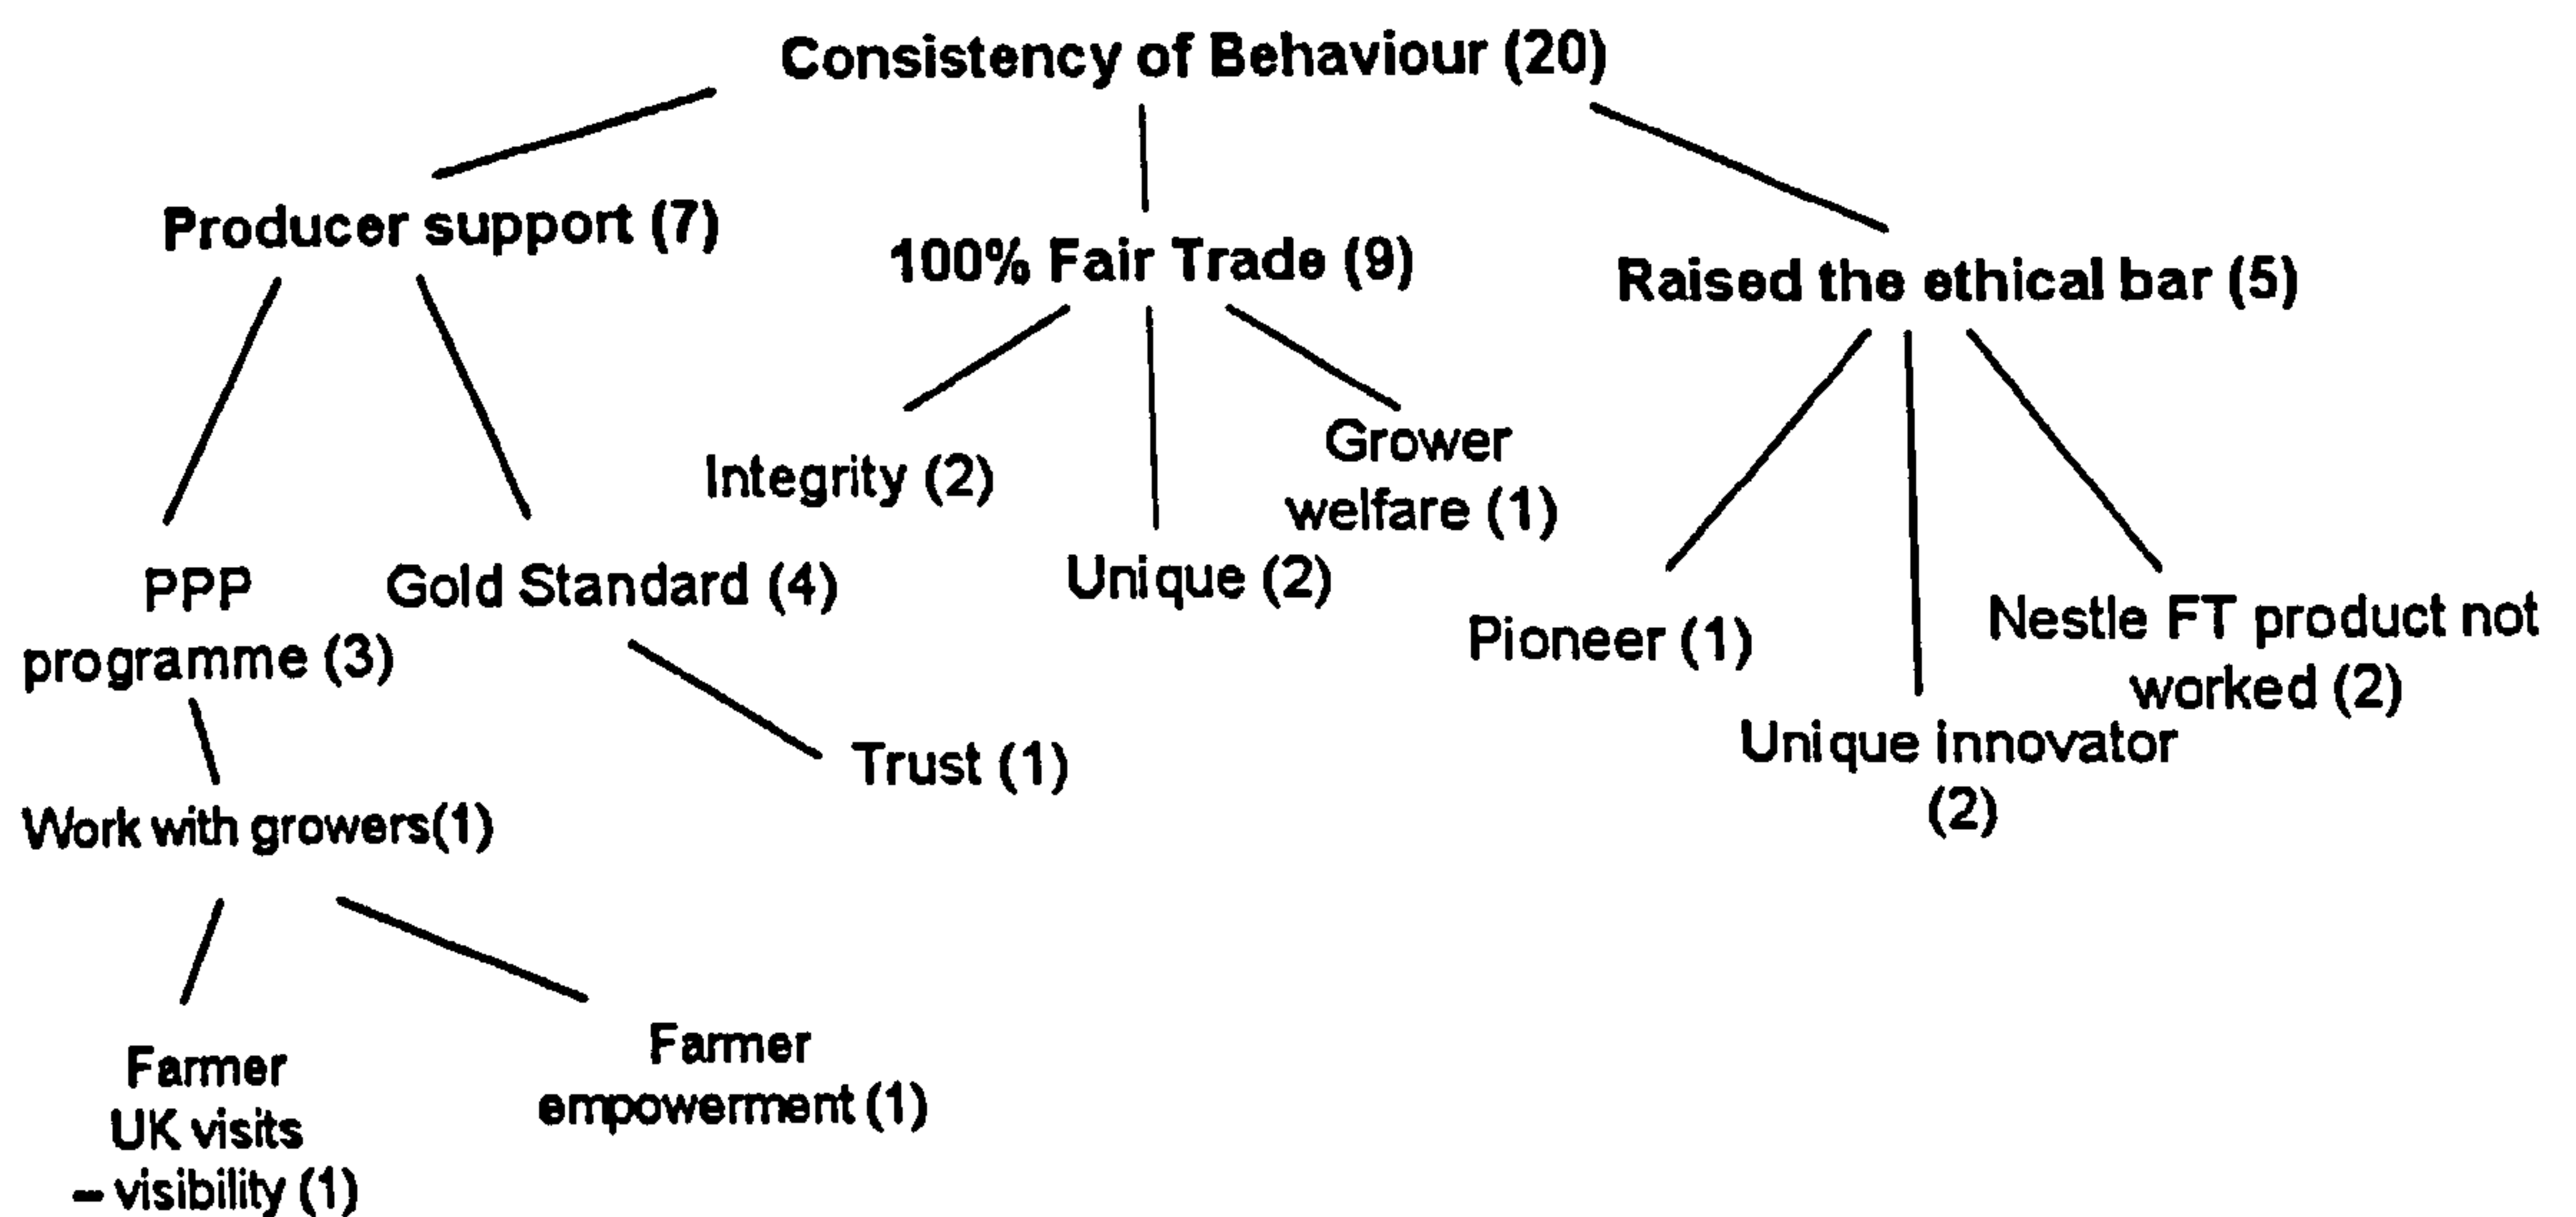 Consistency of Behaviour (20)
Producer support (7)
100% Fair Trade (9)
Raised the ethical bar (5)
Integrity (2)
Grower
welfare (1)
Unique (2)
PPP
programme (3)
Gold Standard (4)
Pioneer (1)
Nestle FT product not
worked (2)
Unique innovator
(2)
Trust (1)
Work with growers(1)
Farmer
UK visits
– visibility (1)
Farmer
empowerment (1)